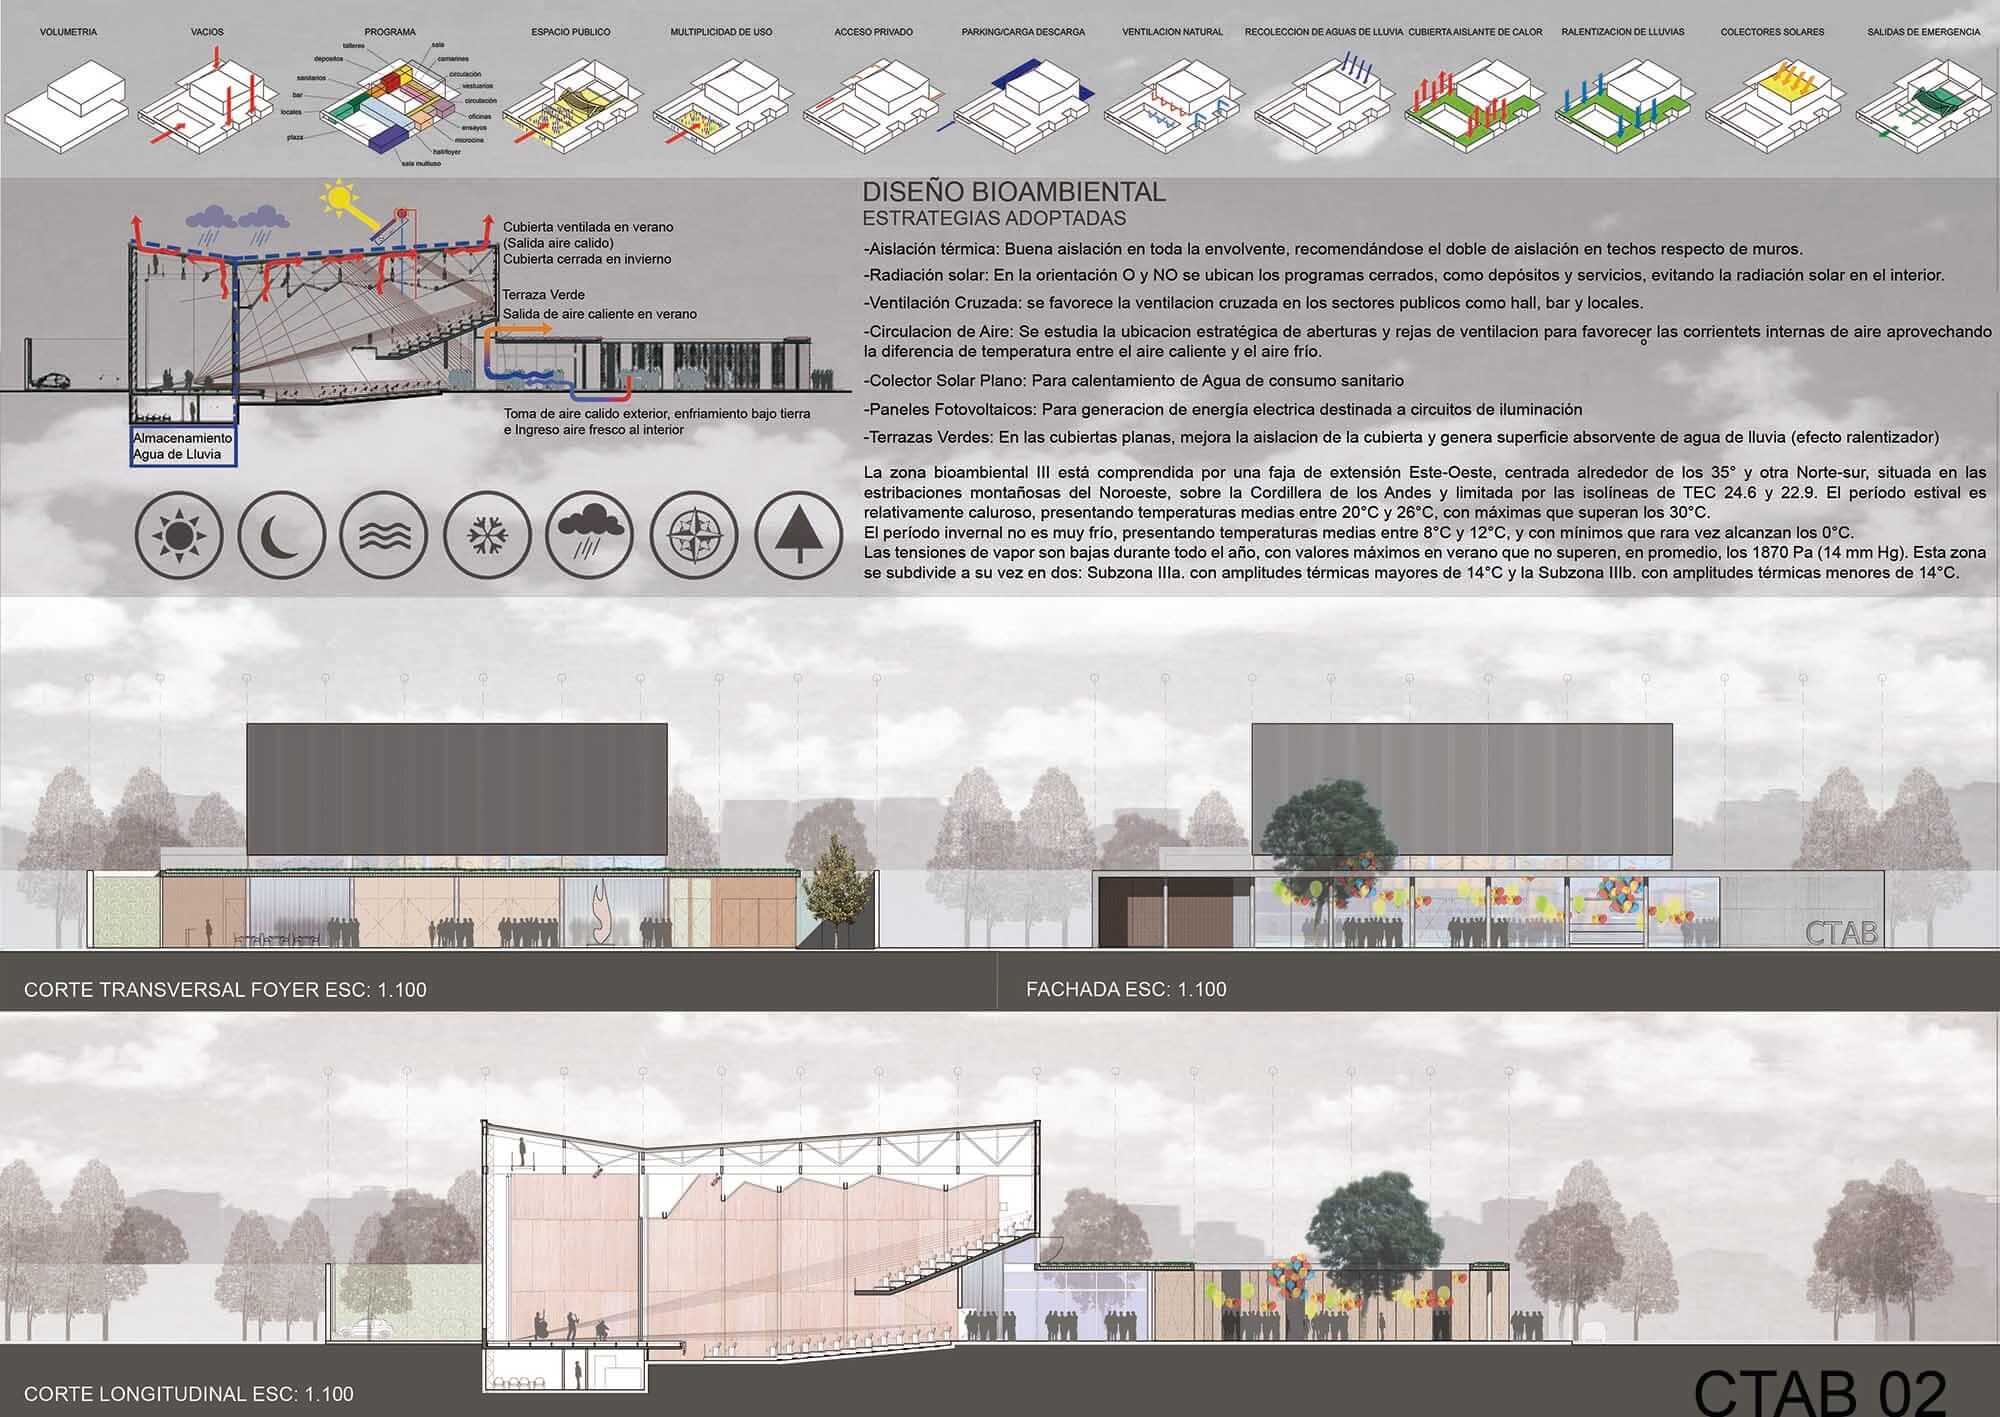 VOLUMETRIA
VACIOS
PROGRAMA
ESPACIO PUBLICO
MULTIPLICIDAD DE USO
ACCESO PRIVADO
PARKING/CARGA DESCARGA
VENTILACION NATURAL
RECOLECCION DE AGUAS DE LLUVIA
CUBIERTA AISLANTE DE CALOR
RALENTIZACION DE LLUVIAS
COLECTORES SOLARES
SALIDAS DE EMERGENCIA
talleres
depositos
sanitarios
bar
locales
plaza
sala
camarines
circulación
vestuarios
circulación
oficinas
ensayos
microcine
hall/foyer
sala multiuso
Cubierta ventilada en verano
(Salida aire calido)
Cubierta cerrada en invierno
Terraza Verde
Salida de aire caliente en verano
Toma de aire calido exterior, enfriamiento bajo tierra
e Ingreso aire fresco al interior
Almacenamiento
Agua de Lluvia
DISEÑO BIOAMBIENTAL
ESTRATEGIAS ADOPTADAS
-Aislación térmica: Buena aislación en toda la envolvente, recomendándose el doble de aislación en techos respecto de muros.
-Radiación solar: En la orientación O y NO se ubican los programas cerrados, como depósitos y servicios, evitando la radiación solar en el interior.
-Ventilación Cruzada: se favorece la ventilacion cruzada en los sectores publicos como hall, bar y locales.
-Circulacion de Aire: Se estudia la ubicacion estratégica de aberturas y rejas de ventilacion para favorecer las corrientets internas de aire aprovechando
la diferencia de temperatura entre el aire caliente y el aire frío.
-Colector Solar Plano: Para calentamiento de Agua de consumo sanitario
-Paneles Fotovoltaicos: Para generacion de energía electrica destinada a circuitos de iluminación
-Terrazas Verdes: En las cubiertas planas, mejora la aislacion de la cubierta y genera superficie absorvente de agua de lluvia (efecto ralentizador)
La zona bioambiental III está comprendida por una faja de extensión Este-Oeste, centrada alrededor de los 35° y otra Norte-sur, situada en las
estribaciones montañosas del Noroeste, sobre la Cordillera de los Andes y limitada por las isolíneas de TEC 24.6 y 22.9. El período estival es
relativamente caluroso, presentando temperaturas medias entre 20°C y 26°C, con máximas que superan los 30°C.
El período invernal no es muy frío, presentando temperaturas medias entre 8°C y 12°C, y con mínimos que rara vez alcanzan los 0°C.
Las tensiones de vapor son bajas durante todo el año, con valores máximos en verano que no superen, en promedio, los 1870 Pa (14 mm Hg). Esta zona
se subdivide a su vez en dos: Subzona IIIa. con amplitudes térmicas mayores de 14°C y la Subzona IIIb. con amplitudes térmicas menores de 14°C.
CTAB
CORTE TRANSVERSAL FOYER ESC: 1.100
FACHADA ESC: 1.100
CORTE LONGITUDINAL ESC: 1.100
CTAB 02